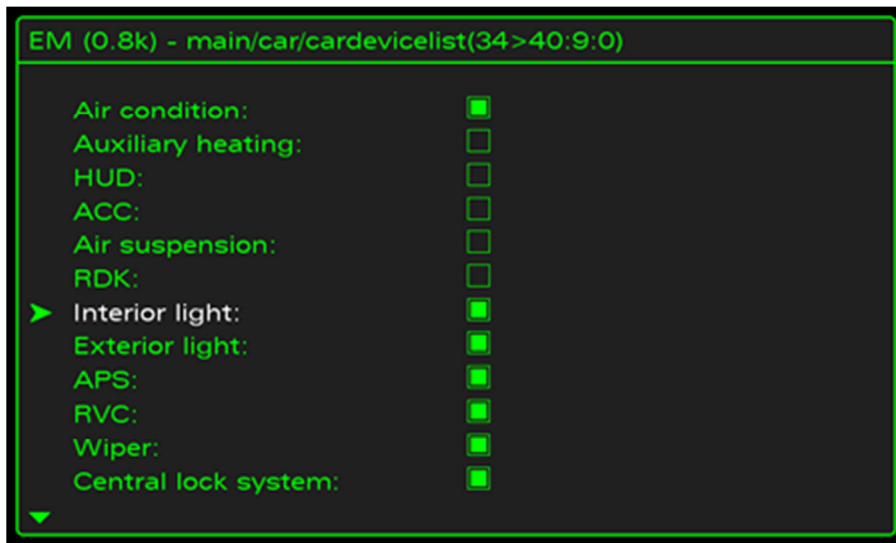 EM (0.8k) - main/car/cardevicelist(34>40:9:0)
Air condition:
Auxiliary heating:
HUD:
ACC:
Air suspension:
RDK:
Interior light:
Exterior light:
APS:
RVC:
Wiper:
Central lock system: